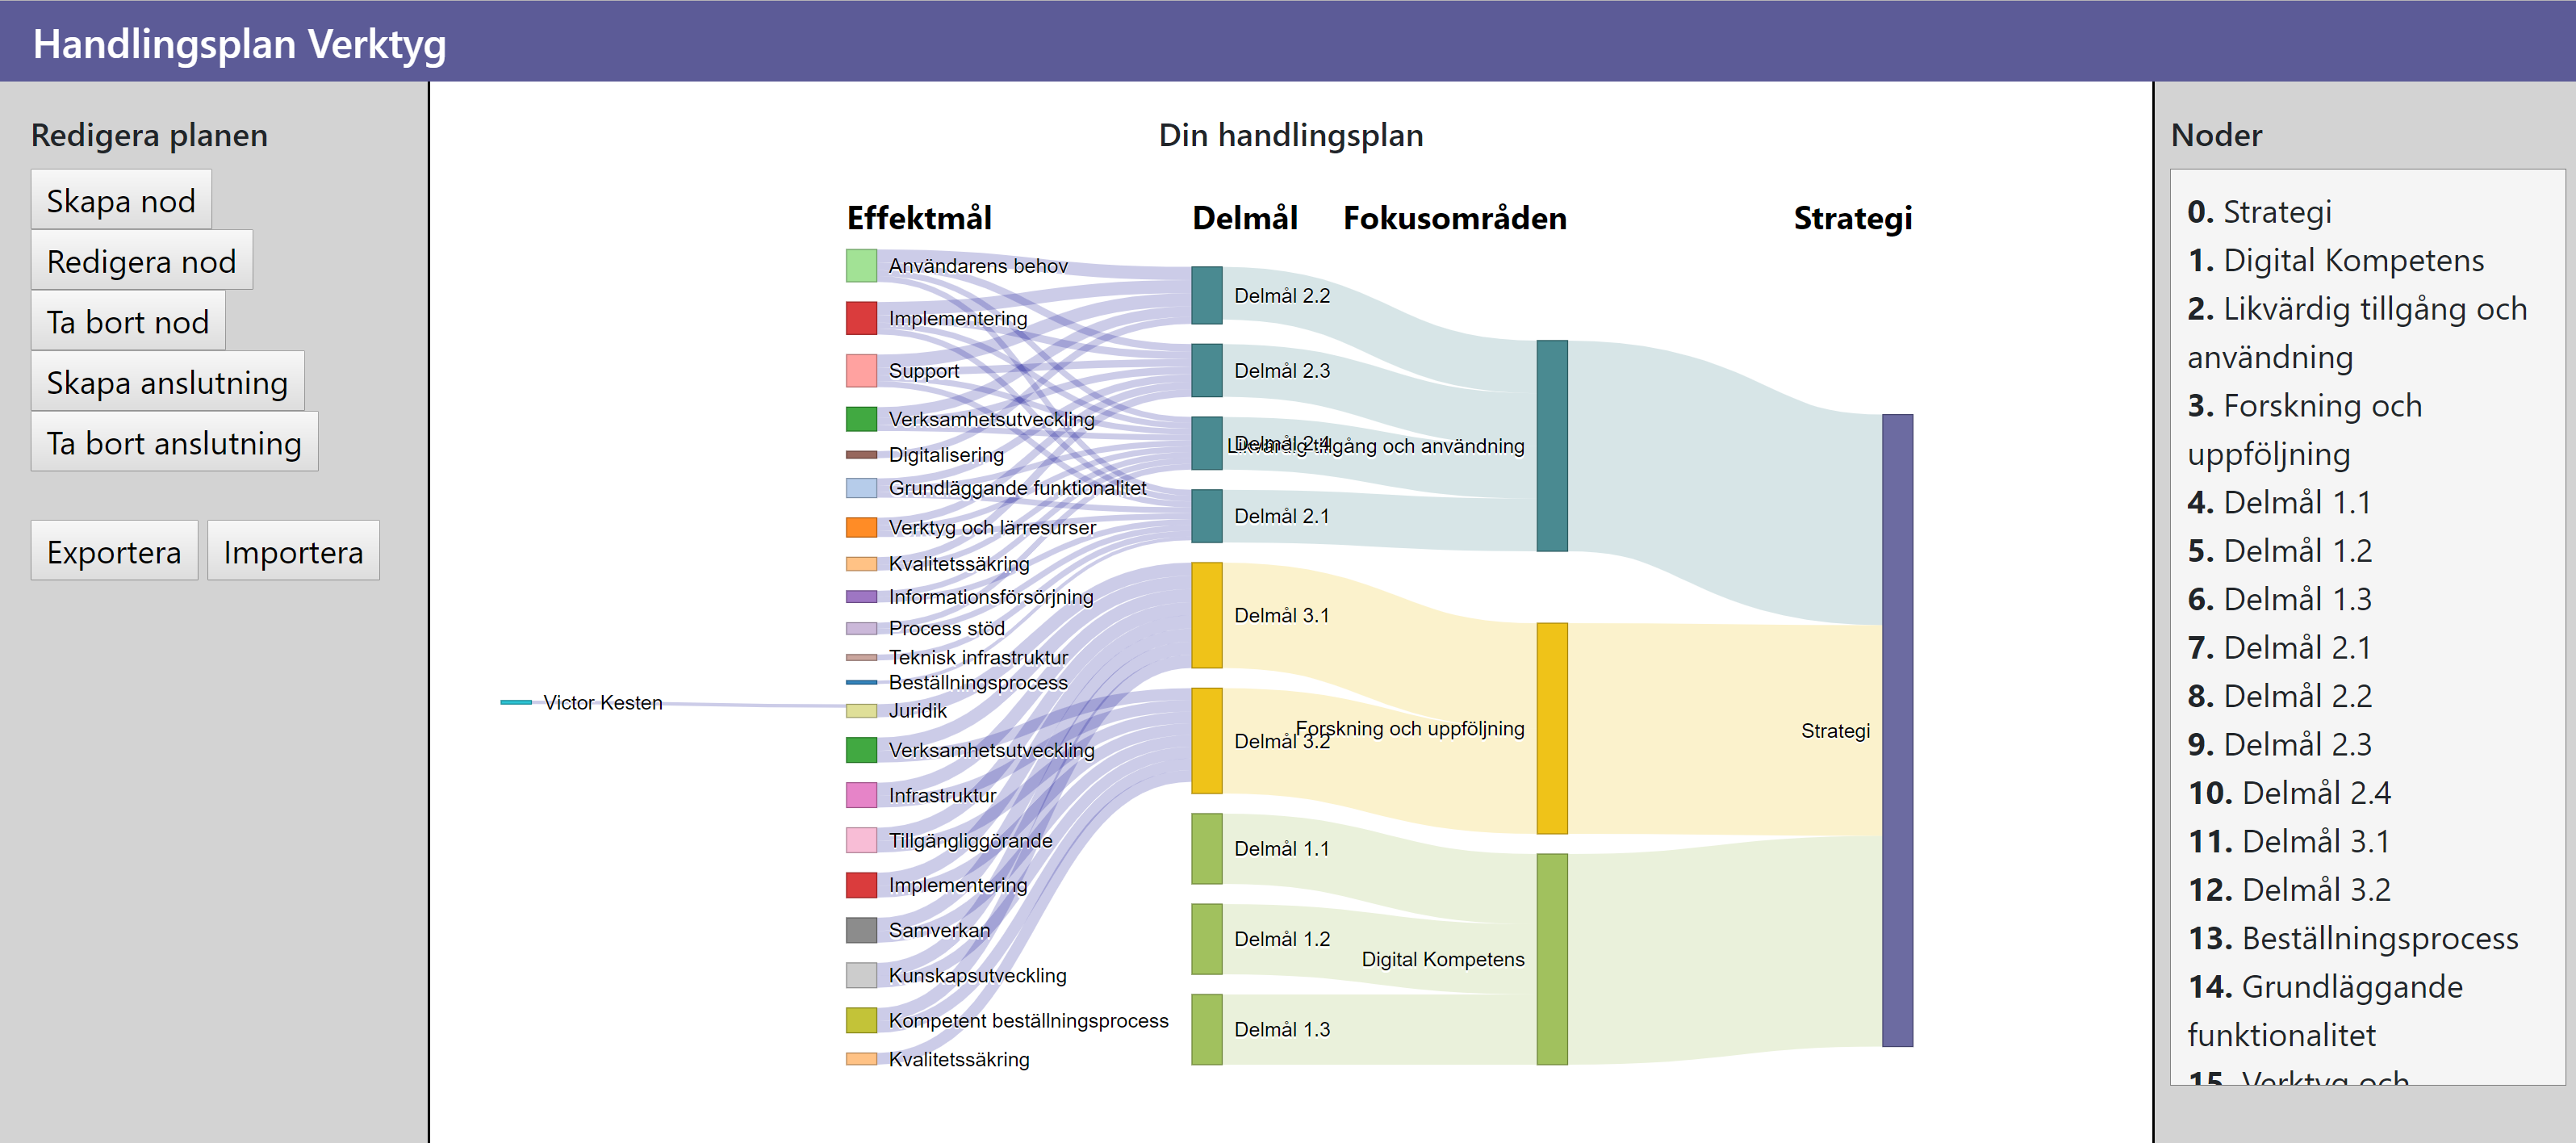 Handlingsplan Verktyg
Redigera planen
Skapa nod
Redigera nod
Ta bort nod
Skapa anslutning
Ta bort anslutning
Exportera
Importera
Din handlingsplan
Effektmål
Delmål
Fokusområden
Strategi
Victor Kesten
Användarens behov
Implementering
Support
Verksamhetsutveckling
Digitalisering
Grundläggande funktionalitet
Verktyg och lärresurser
Kvalitetssäkring
Informationsförsörjning
Process stöd
Teknisk infrastruktur
Beställningsprocess
Juridik
Verksamhetsutveckling
Infrastruktur
Tillgängliggörande
Implementering
Samverkan
Kunskapsutveckling
Kompetent beställningsprocess
Kvalitetssäkring
Delmål 2.2
Delmål 2.3
Delmål 2.4
Delmål 2.1
Delmål 3.1
Delmål 3.2
Delmål 1.1
Delmål 1.2
Delmål 1.3
Likvärdig tillgång och användning
Forskning och uppföljning
Digital Kompetens
Strategi
Noder
0. Strategi
1. Digital Kompetens
2. Likvärdig tillgång och
användning
3. Forskning och
uppföljning
4. Delmål 1.1
5. Delmål 1.2
6. Delmål 1.3
7. Delmål 2.1
8. Delmål 2.2
9. Delmål 2.3
10. Delmål 2.4
11. Delmål 3.1
12. Delmål 3.2
13. Beställningsprocess
14. Grundläggande
funktionalitet
15. Verktyg och